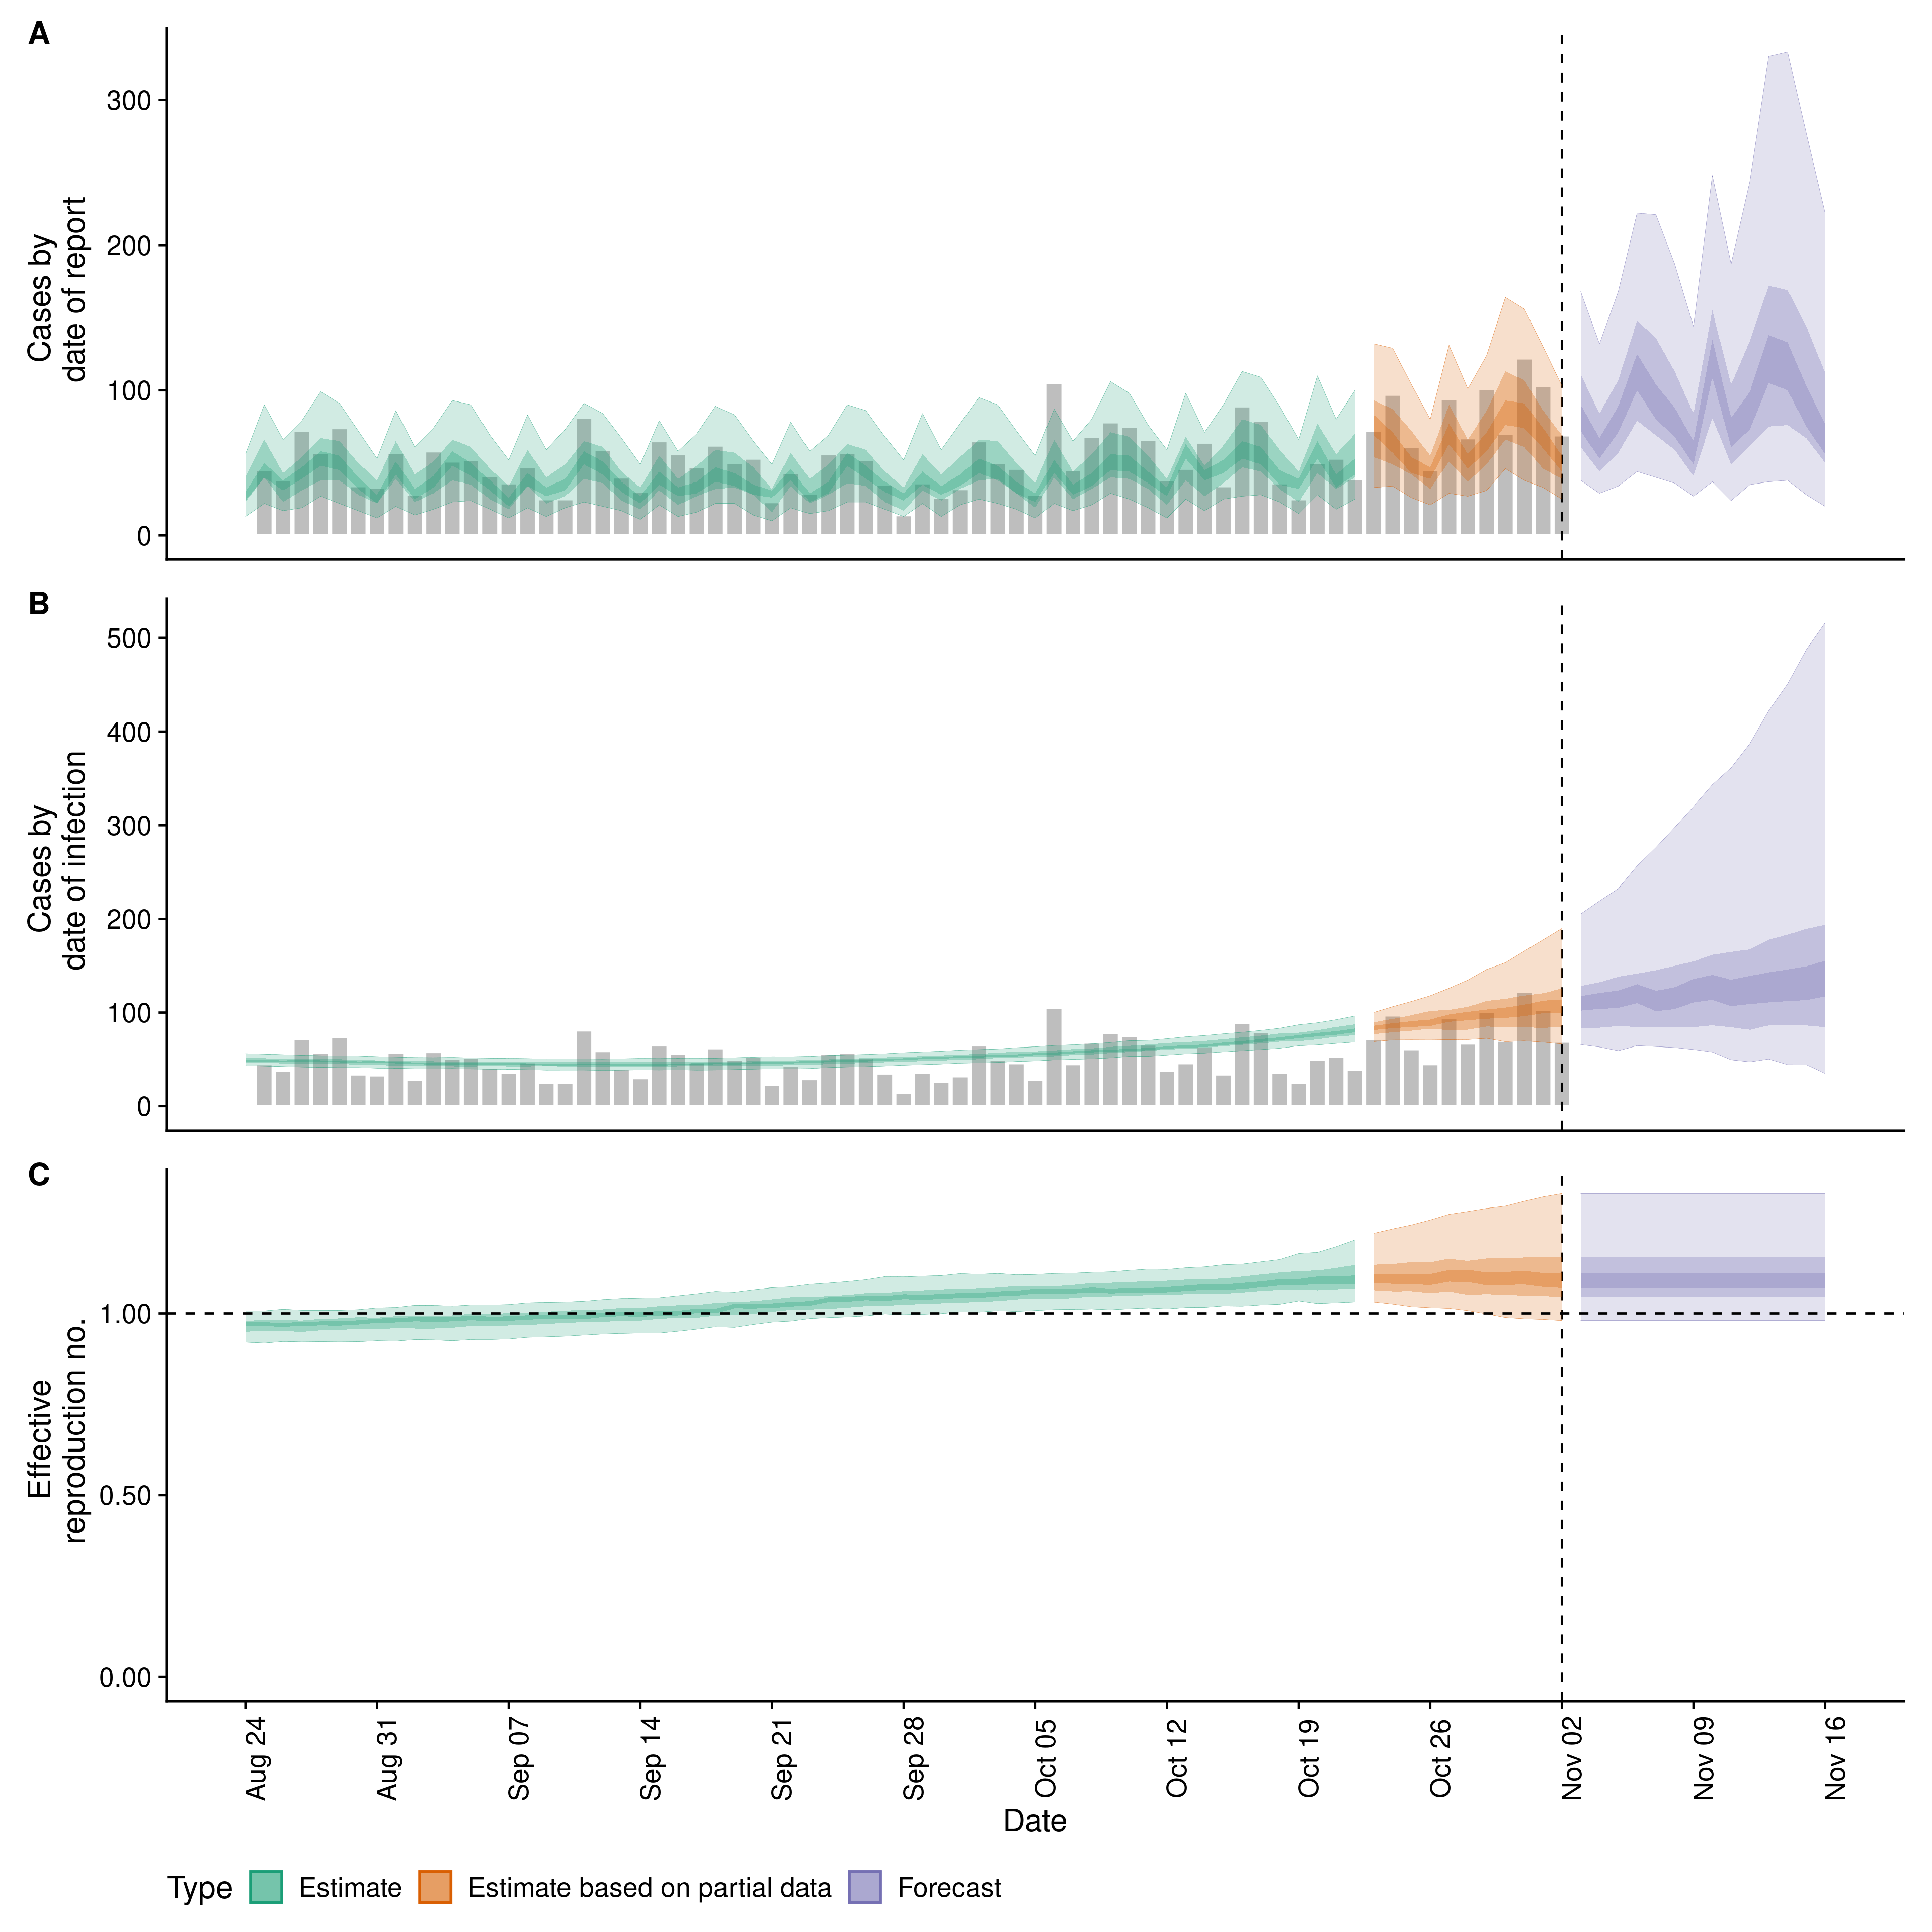 A
300
200
100
0
Cases by
date of report
B
500
400
300
200
100
0
Cases by
date of infection
C
1.00
0.50
0.00
Effective
reproduction no.
Aug 24
Aug 31
Sep 07
Sep 14
Sep 21
Sep 28
Oct 05
Oct 12
Oct 19
Oct 26
Nov 02
Nov 09
Nov 16
Date
Type Estimate Estimate based on partial data Forecast